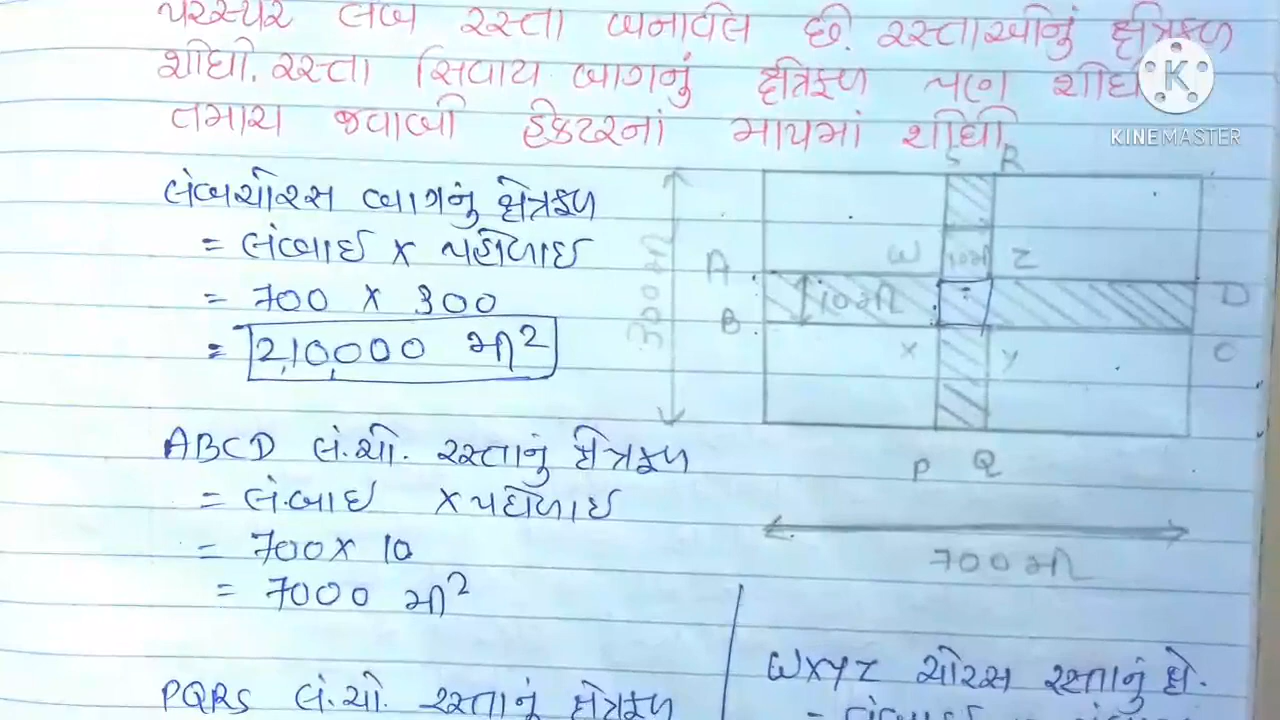 પરસ્પર લંબ રસ્તા બનાવેલ છે. રસ્તાઓનું ક્ષેત્રફળ
શોધો. રસ્તા સિવાય બાગનું ક્ષેત્રફળ પણ શોધો
તમારા જવાબો હેક્ટરનાં માપમાં શોધો.
K
KINEMASTER
લંબચોરસ બાગનું ક્ષેત્રફળ
= લંબાઈ × પહોળાઈ
= 700 × 300
= 2,10,000 મી²
S R
A W 10મી Z
300 મી
10મી D
B X Y C
P Q
700 મી
ABCD લં.ચો. રસ્તાનું ક્ષેત્રફળ
= લંબાઈ × પહોળાઈ
= 700 × 10
= 7000 મી²
PQRS લં.ચો. રસ્તાનું ક્ષેત્રફળ
WXYZ ચોરસ રસ્તાનું ક્ષે.